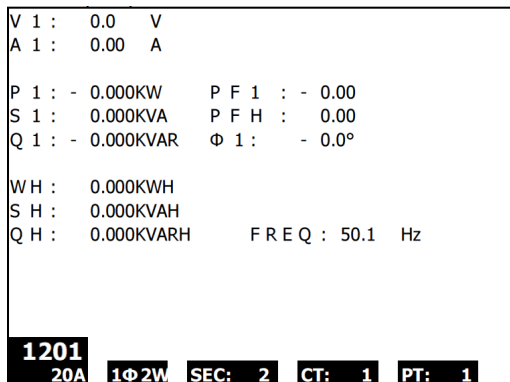 V 1 : 0.0 V
A 1 : 0.00 A
P 1 : - 0.000KW P F 1 : - 0.00
S 1 : 0.000KVA P F H : 0.00
Q 1 : - 0.000KVAR Φ 1 : - 0.0°
W H : 0.000KWH
S H : 0.000KVAH
Q H : 0.000KVARH F R E Q : 50.1 Hz
1201
20A 1Φ2W SEC: 2 CT: 1 PT: 1